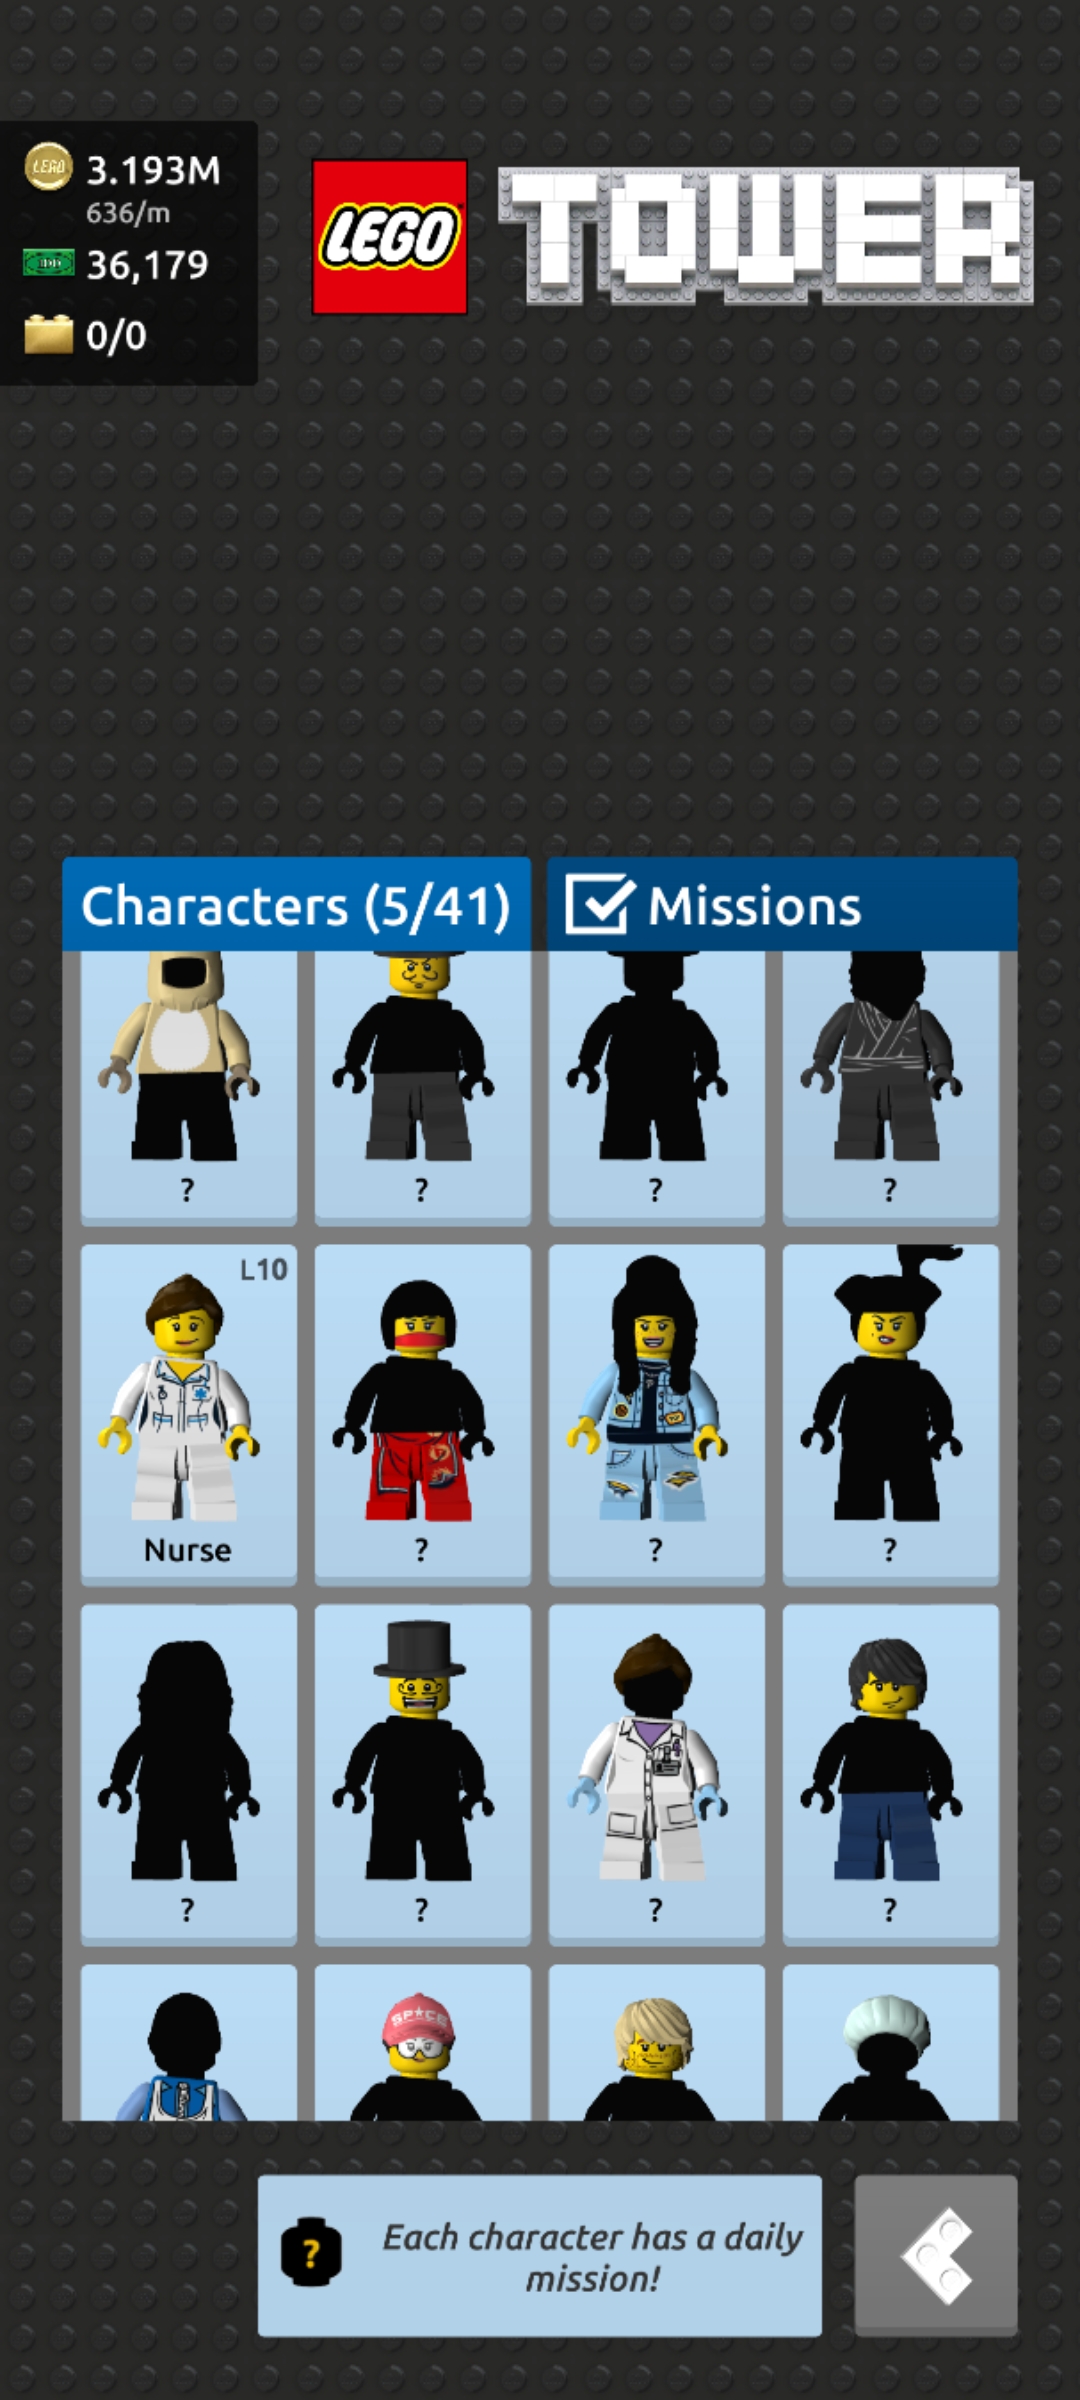 LEGO
3.193M
636/m
36,179
0/0
LEGO
TOWER
Characters (5/41)
Missions
? ? ? ?
L10
Nurse ? ? ?
? ? ? ?
SPACE
?
Each character has a daily
mission!